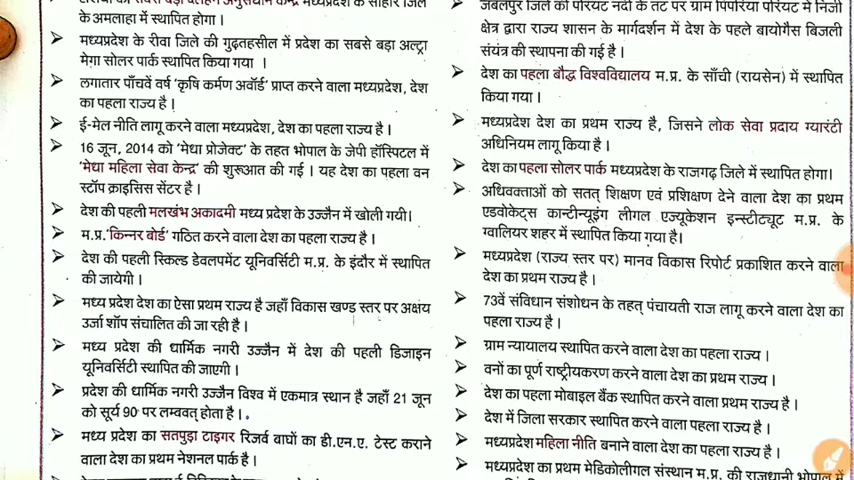 के अमलाहा में स्थापित होगा।
मध्यप्रदेश के रीवा जिले की गुढ़तहसील में प्रदेश का सबसे बड़ा अल्ट्रा
मेगा सोलर पार्क स्थापित किया गया ।
लगातार पाँचवें वर्ष ‘कृषि कर्मण अवॉर्ड’ प्राप्त करने वाला मध्यप्रदेश, देश
का पहला राज्य है।
ई-मेल नीति लागू करने वाला मध्यप्रदेश, देश का पहला राज्य है।
16 जून, 2014 को ‘मेधा प्रोजेक्ट’ के तहत भोपाल के जेपी हॉस्पिटल में
‘मेधा महिला सेवा केन्द्र’ की शुरूआत की गई । यह देश का पहला वन
स्टॉप क्राइसिस सेंटर है ।
देश की पहली मलखंभ अकादमी मध्य प्रदेश के उज्जैन में खोली गयी।
म.प्र.‘किन्नर बोर्ड’ गठित करने वाला देश का पहला राज्य है।
देश की पहली स्किल्ड डेवलपमेंट यूनिवर्सिटी म.प्र. के इंदौर में स्थापित
की जायेगी ।
मध्य प्रदेश देश का ऐसा प्रथम राज्य है जहाँ विकास खण्ड स्तर पर अक्षय
उर्जा शॉप संचालित की जा रही है ।
मध्य प्रदेश की धार्मिक नगरी उज्जैन में देश की पहली डिजाइन
यूनिवर्सिटी स्थापित की जाएगी ।
प्रदेश की धार्मिक नगरी उज्जैन विश्व में एकमात्र स्थान है जहाँ 21 जून
को सूर्य 90 पर लम्बवत् होता है।
मध्य प्रदेश का सतपुड़ा टाइगर रिजर्व बाघों का डी.एन.ए. टेस्ट कराने
वाला देश का प्रथम नेशनल पार्क है।
जबलपुर जिले की परियट नदी के तट पर ग्राम पिपरिया परियट में निजी
क्षेत्र द्वारा राज्य शासन के मार्गदर्शन में देश के पहले बायोगैस बिजली
संयंत्र की स्थापना की गई है ।
देश का पहला बौद्ध विश्वविद्यालय म.प्र. के साँची (रायसेन) में स्थापित
किया गया ।
मध्यप्रदेश देश का प्रथम राज्य है, जिसने लोक सेवा प्रदाय ग्यारंटी
अधिनियम लागू किया है।
देश का पहला सोलर पार्क मध्यप्रदेश के राजगढ़ जिले में स्थापित होगा।
अधिवक्ताओं को सतत् शिक्षण एवं प्रशिक्षण देने वाला देश का प्रथम
एडवोकेट्स कान्टीन्यूइंग लीगल एज्यूकेशन इन्स्टीट्यूट म.प्र. के
ग्वालियर शहर में स्थापित किया गया है।
मध्यप्रदेश (राज्य स्तर पर) मानव विकास रिपोर्ट प्रकाशित करने वाला
देश का प्रथम राज्य है ।
73वें संविधान संशोधन के तहत् पंचायती राज लागू करने वाला देश का
पहला राज्य है ।
ग्राम न्यायालय स्थापित करने वाला देश का पहला राज्य ।
वनों का पूर्ण राष्ट्रीयकरण करने वाला देश का प्रथम राज्य ।
देश का पहला मोबाइल बैंक स्थापित करने वाला प्रथम राज्य है ।
देश में जिला सरकार स्थापित करने वाला पहला राज्य है ।
मध्यप्रदेश महिला नीति बनाने वाला देश का पहला राज्य है ।
मध्यप्रदेश का प्रथम मेडिकोलीगल संस्थान म.प्र. की राजधानी भोपाल में